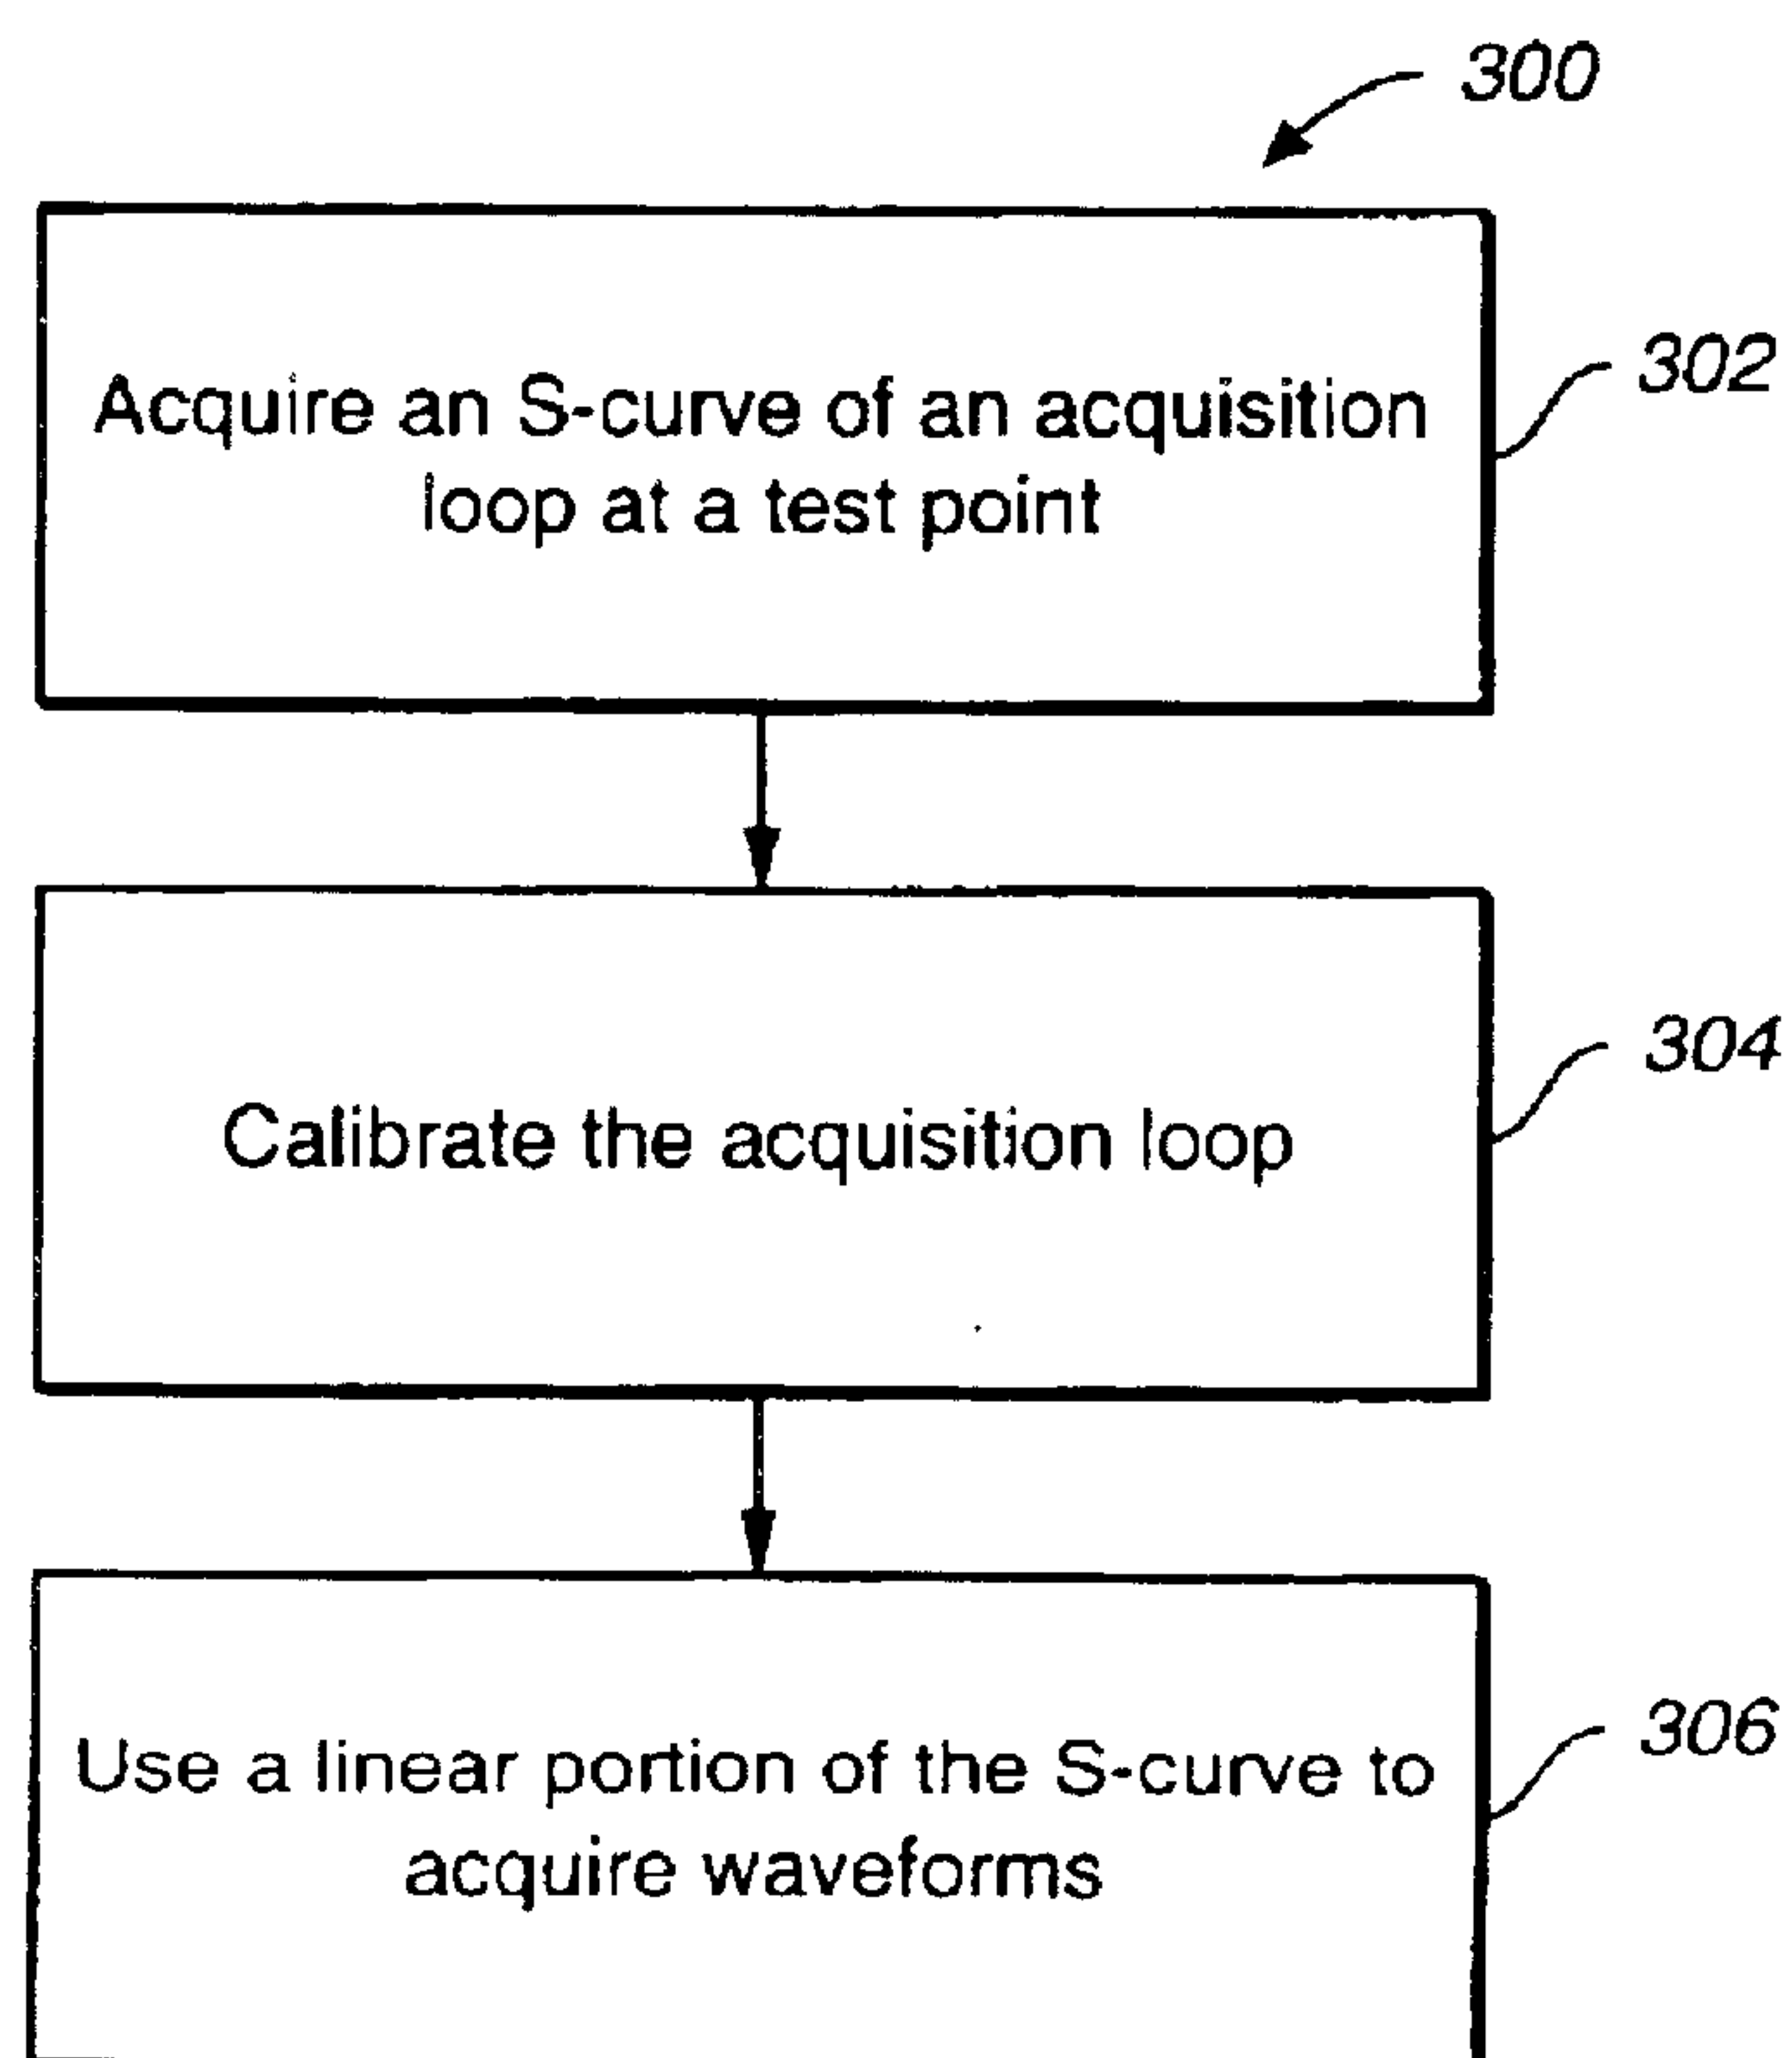 300
Acquire an S-curve of an acquisition
loop at a test point
302
Calibrate the acquisition loop
304
Use a linear portion of the S-curve to
acquire waveforms
306